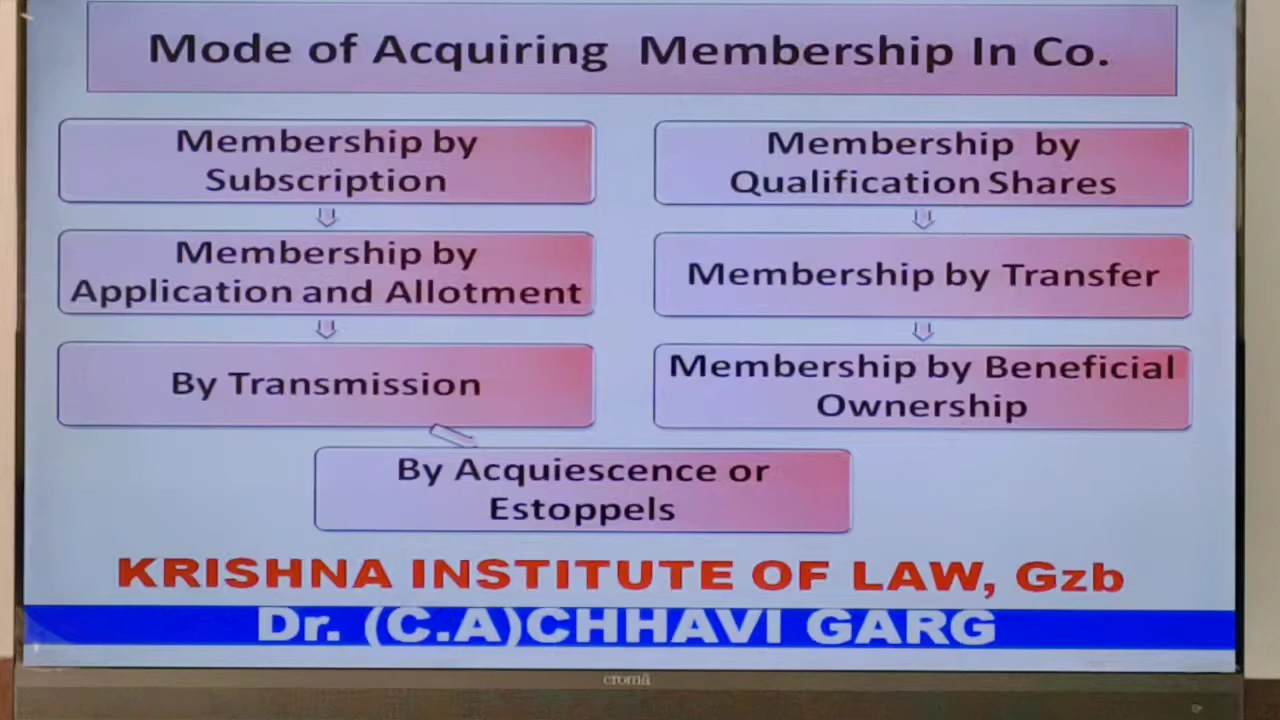 Mode of Acquiring Membership In Co.
Membership by
Subscription
Membership by
Application and Allotment
By Transmission
Membership by
Qualification Shares
Membership by Transfer
Membership by Beneficial
Ownership
By Acquiescence or
Estoppels
KRISHNA INSTITUTE OF LAW, Gzb
Dr. (C.A)CHHAVI GARG
cromā